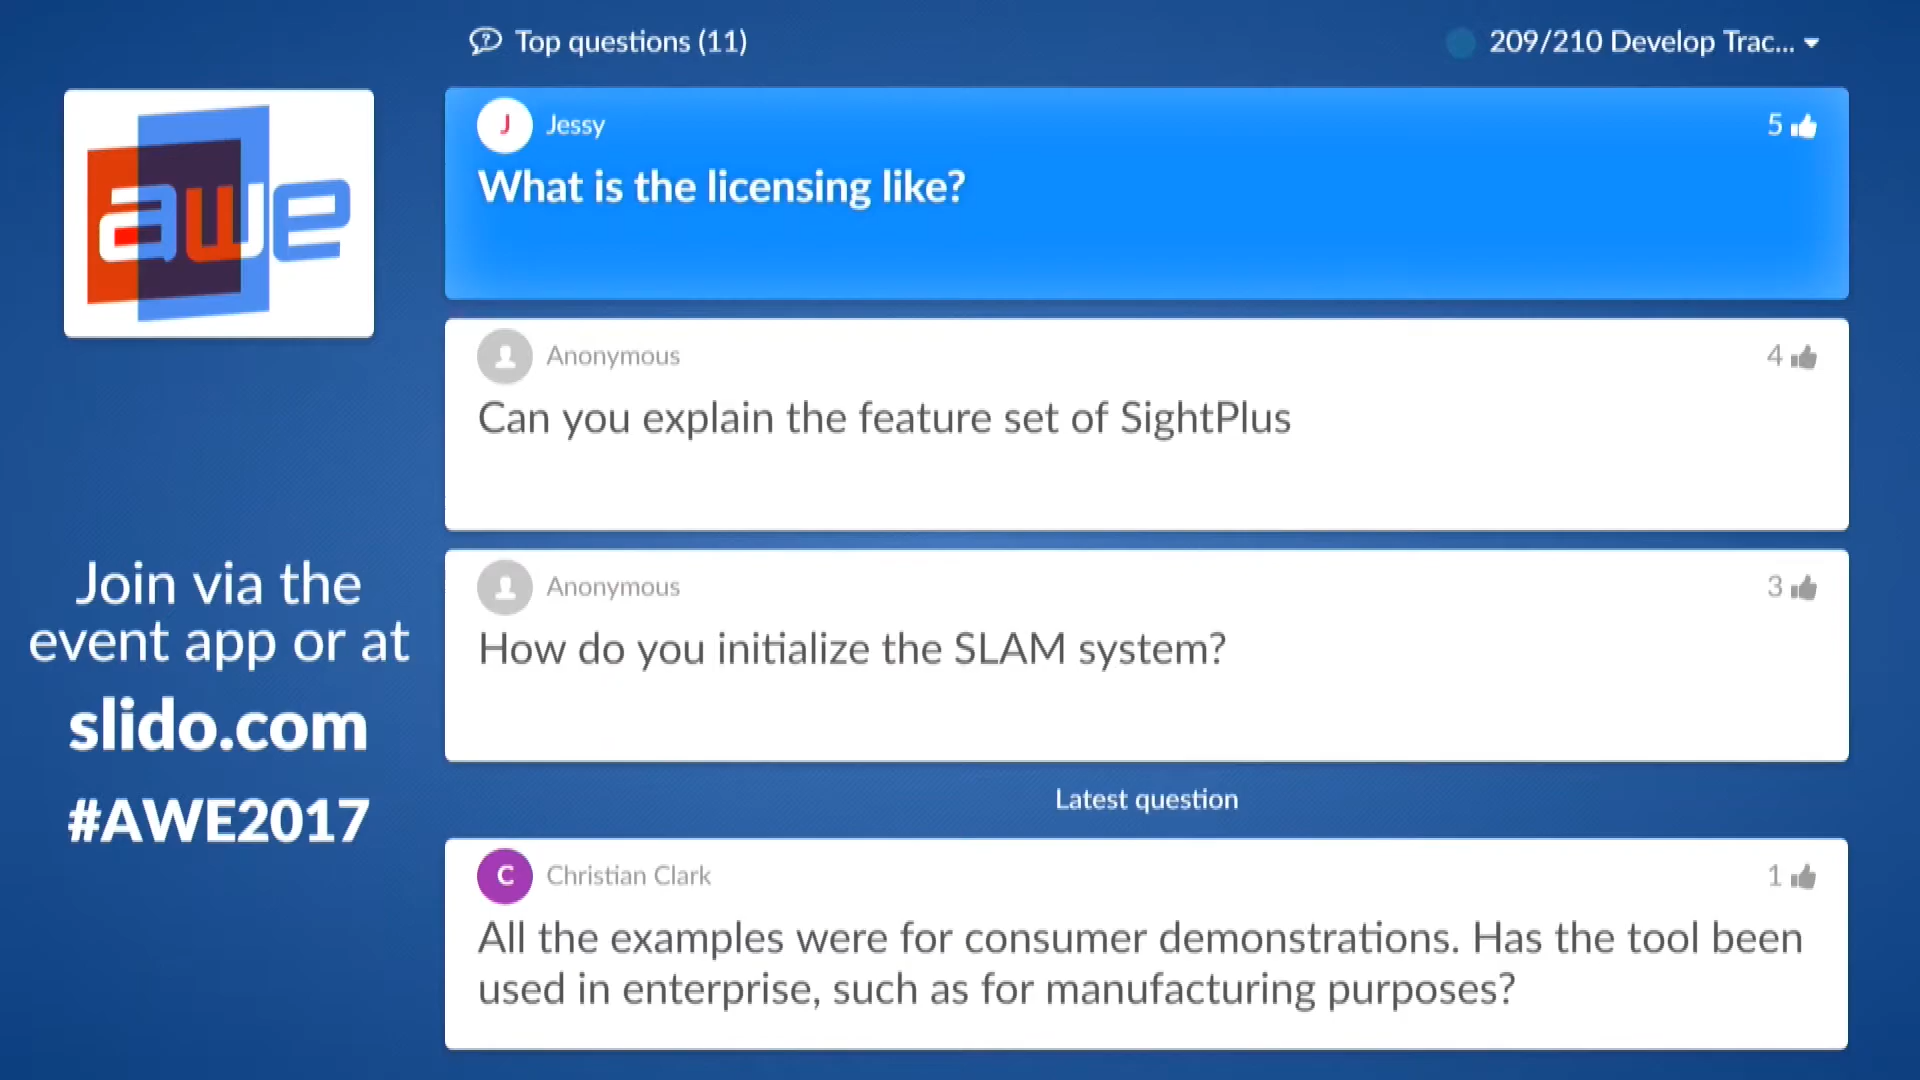 Top questions (11)
209/210 Develop Trac...
awe
J
Jessy
5
What is the licensing like?
Anonymous
4
Can you explain the feature set of SightPlus
Anonymous
3
How do you initialize the SLAM system?
Join via the
event app or at
slido.com
#AWE2017
Latest question
C
Christian Clark
1
All the examples were for consumer demonstrations. Has the tool been
used in enterprise, such as for manufacturing purposes?